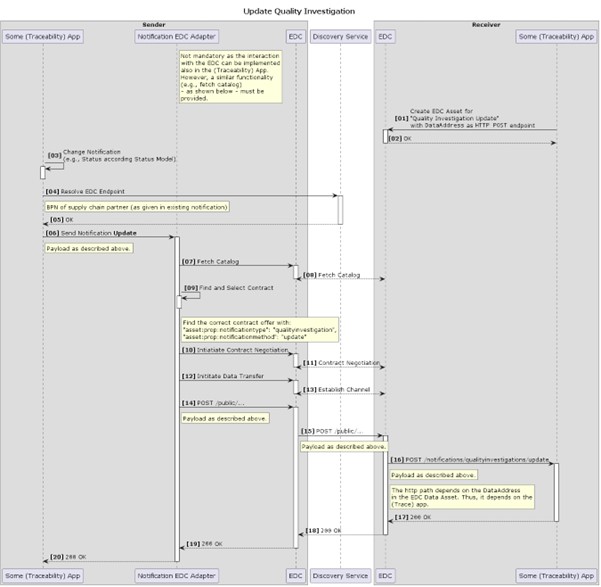 Update Quality Investigation
Sender
Receiver
Some (Traceability) App
Notification EDC Adapter
EDC
Discovery Service
EDC
Some (Traceability) App
Not mandatory as the interaction
with the EDC can be implemented
also in the (Traceability) App.
However, a similar functionality
(e.g., fetch catalog)
- as shown below - must be
provided.
Create EDC Asset for
[01] "Quality Investigation Update"
with DataAddress as HTTP POST endpoint
[02] OK
[03] Change Notification
(e.g., Status according Status Model)
[04] Resolve EDC Endpoint
BPN of supply chain partner (as given in existing notification)
[05] OK
[06] Send Notification Update
Payload as described above.
[07] Fetch Catalog
[08] Fetch Catalog
[09] Find and Select Contract
Find the correct contract offer with:
"asset:prop:notificationtype": "qualityinvestigation",
"asset:prop:notificationmethod": "update"
[10] Intiatiate Contract Negotiation
[11] Contract Negotiation
[12] Inititate Data Transfer
[13] Establish Channel
[14] POST /public/...
Payload as described above.
[15] POST /public/...
Payload as described above.
[16] POST /notifications/qualityinvestigations/update
Payload as described above.
The http path depends on the DataAddress
in the EDC Data Asset. Thus, it depends on the
(Trace) app.
[17] 200 OK
[18] 200 OK
[19] 200 OK
[20] 200 OK
Some (Traceability) App
Notification EDC Adapter
EDC
Discovery Service
EDC
Some (Traceability) App